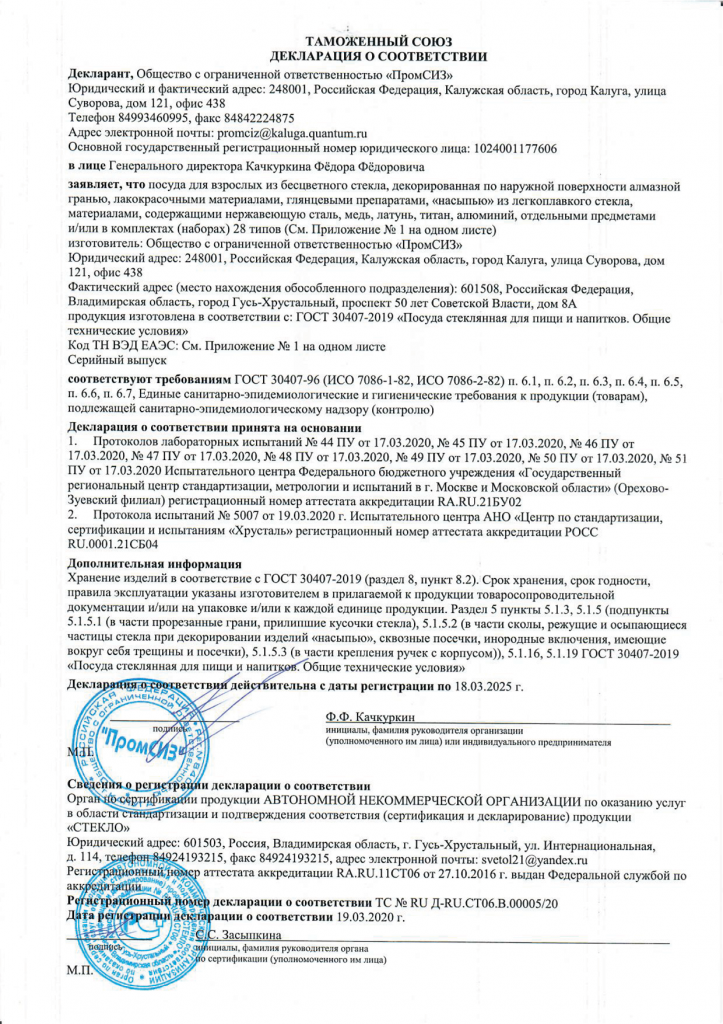 ТАМОЖЕННЫЙ СОЮЗ
ДЕКЛАРАЦИЯ О СООТВЕТСТВИИ
Декларант, Общество с ограниченной ответственностью «ПромСИЗ»
Юридический и фактический адрес: 248001, Российская Федерация, Калужская область, город Калуга, улица
Суворова, дом 121, офис 438
Телефон 84993460995, факс 84842224875
Адрес электронной почты: promciz@kaluga.quantum.ru
Основной государственный регистрационный номер юридического лица: 1024001177606
в лице Генерального директора Качкуркина Фёдора Фёдоровича
заявляет, что посуда для взрослых из бесцветного стекла, декорированная по наружной поверхности алмазной
гранью, лакокрасочными материалами, глянцевыми препаратами, «насыпью» из легкоплавкого стекла,
материалами, содержащими нержавеющую сталь, медь, латунь, титан, алюминий, отдельными предметами
и/или в комплектах (наборах) 28 типов (См. Приложение № 1 на одном листе)
изготовитель: Общество с ограниченной ответственностью «ПромСИЗ»
Юридический адрес: 248001, Российская Федерация, Калужская область, город Калуга, улица Суворова, дом
121, офис 438
Фактический адрес (место нахождения обособленного подразделения): 601508, Российская Федерация,
Владимирская область, город Гусь-Хрустальный, проспект 50 лет Советской Власти, дом 8А
продукция изготовлена в соответствии с: ГОСТ 30407-2019 «Посуда стеклянная для пищи и напитков. Общие
технические условия»
Код ТН ВЭД ЕАЭС: См. Приложение № 1 на одном листе
Серийный выпуск
соответствуют требованиям ГОСТ 30407-96 (ИСО 7086-1-82, ИСО 7086-2-82) п. 6.1, п. 6.2, п. 6.3, п. 6.4, п. 6.5,
п. 6.6, п. 6.7, Единые санитарно-эпидемиологические и гигиенические требования к продукции (товарам),
подлежащей санитарно-эпидемиологическому надзору (контролю)
Декларация о соответствии принята на основании
1. Протоколов лабораторных испытаний № 44 ПУ от 17.03.2020, № 45 ПУ от 17.03.2020, № 46 ПУ от
17.03.2020, № 47 ПУ от 17.03.2020, № 48 ПУ от 17.03.2020, № 49 ПУ от 17.03.2020, № 50 ПУ от 17.03.2020, № 51
ПУ от 17.03.2020 Испытательного центра Федерального бюджетного учреждения «Государственный
региональный центр стандартизации, метрологии и испытаний в г. Москве и Московской области» (Орехово-
Зуевский филиал) регистрационный номер аттестата аккредитации RA.RU.21БУ02
2. Протокола испытаний № 5007 от 19.03.2020 г. Испытательного центра АНО «Центр по стандартизации,
сертификации и испытаниям «Хрусталь» регистрационный номер аттестата аккредитации РОСС
RU.0001.21СБ04
Дополнительная информация
Хранение изделий в соответствие с ГОСТ 30407-2019 (раздел 8, пункт 8.2). Срок хранения, срок годности,
правила эксплуатации указаны изготовителем в прилагаемой к продукции товаросопроводительной
документации и/или на упаковке и/или к каждой единице продукции. Раздел 5 пункты 5.1.3, 5.1.5 (подпункты
5.1.5.1 (в части прорезанные грани, прилипшие кусочки стекла), 5.1.5.2 (в части сколы, режущие и осыпающиеся
частицы стекла при декорировании изделий «насыпью», сквозные посечки, инородные включения, имеющие
вокруг себя трещины и посечки), 5.1.5.3 (в части крепления ручек с корпусом)), 5.1.16, 5.1.19 ГОСТ 30407-2019
«Посуда стеклянная для пищи и напитков. Общие технические условия»
Декларация о соответствии действительна с даты регистрации по 18.03.2025 г.
Ф.Ф. Качкуркин
подпись
инициалы, фамилия руководителя организации
(уполномоченного им лица) или индивидуального предпринимателя
"ПромСИЗ"
М.П.
Сведения о регистрации декларации о соответствии
Орган по сертификации продукции АВТОНОМНОЙ НЕКОММЕРЧЕСКОЙ ОРГАНИЗАЦИИ по оказанию услуг
в области стандартизации и подтверждения соответствия (сертификация и декларирование) продукции
«СТЕКЛО»
Юридический адрес: 601503, Россия, Владимирская область, г. Гусь-Хрустальный, ул. Интернациональная,
д. 114, телефон 84924193215, факс 84924193215, адрес электронной почты: svetol21@yandex.ru
Регистрационный номер аттестата аккредитации RA.RU.11СТ06 от 27.10.2016 г. выдан Федеральной службой по
аккредитации
Регистрационный номер декларации о соответствии ТС № RU Д-RU.СТ06.В.00005/20
Дата регистрации декларации о соответствии 19.03.2020 г.
С.С. Засыпкина
подпись
инициалы, фамилия руководителя органа
по сертификации (уполномоченного им лица)
М.П.